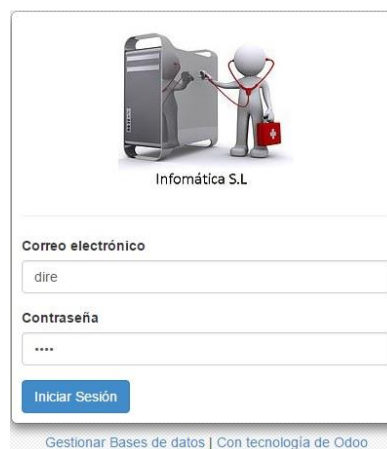 Infomática S.L
Correo electrónico
dire
Contraseña
....
Iniciar Sesión
Gestionar Bases de datos | Con tecnología de Odoo